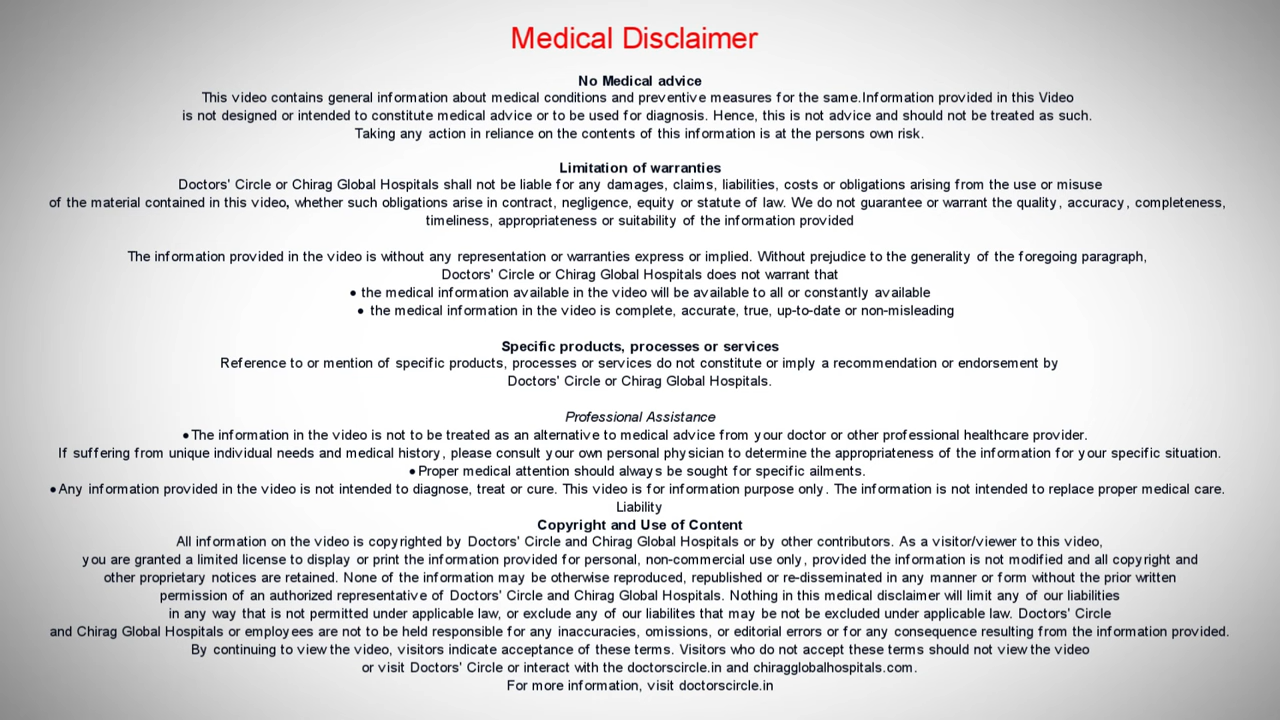 Medical Disclaimer
No Medical advice
This video contains general information about medical conditions and preventive measures for the same.Information provided in this Video
is not designed or intended to constitute medical advice or to be used for diagnosis. Hence, this is not advice and should not be treated as such.
Taking any action in reliance on the contents of this information is at the persons own risk.
Limitation of warranties
Doctors' Circle or Chirag Global Hospitals shall not be liable for any damages, claims, liabilities, costs or obligations arising from the use or misuse
of the material contained in this video, whether such obligations arise in contract, negligence, equity or statute of law. We do not guarantee or warrant the quality, accuracy, completeness,
timeliness, appropriateness or suitability of the information provided
The information provided in the video is without any representation or warranties express or implied. Without prejudice to the generality of the foregoing paragraph,
Doctors' Circle or Chirag Global Hospitals does not warrant that
• the medical information available in the video will be available to all or constantly available
• the medical information in the video is complete, accurate, true, up-to-date or non-misleading
Specific products, processes or services
Reference to or mention of specific products, processes or services do not constitute or imply a recommendation or endorsement by
Doctors' Circle or Chirag Global Hospitals.
Professional Assistance
•The information in the video is not to be treated as an alternative to medical advice from your doctor or other professional healthcare provider.
If suffering from unique individual needs and medical history, please consult your own personal physician to determine the appropriateness of the information for your specific situation.
•Proper medical attention should always be sought for specific ailments.
•Any information provided in the video is not intended to diagnose, treat or cure. This video is for information purpose only. The information is not intended to replace proper medical care.
Liability
Copyright and Use of Content
All information on the video is copyrighted by Doctors' Circle and Chirag Global Hospitals or by other contributors. As a visitor/viewer to this video,
you are granted a limited license to display or print the information provided for personal, non-commercial use only, provided the information is not modified and all copyright and
other proprietary notices are retained. None of the information may be otherwise reproduced, republished or re-disseminated in any manner or form without the prior written
permission of an authorized representative of Doctors' Circle and Chirag Global Hospitals. Nothing in this medical disclaimer will limit any of our liabilities
in any way that is not permitted under applicable law, or exclude any of our liabilites that may be not be excluded under applicable law. Doctors' Circle
and Chirag Global Hospitals or employees are not to be held responsible for any inaccuracies, omissions, or editorial errors or for any consequence resulting from the information provided.
By continuing to view the video, visitors indicate acceptance of these terms. Visitors who do not accept these terms should not view the video
or visit Doctors' Circle or interact with the doctorscircle.in and chiragglobalhospitals.com.
For more information, visit doctorscircle.in